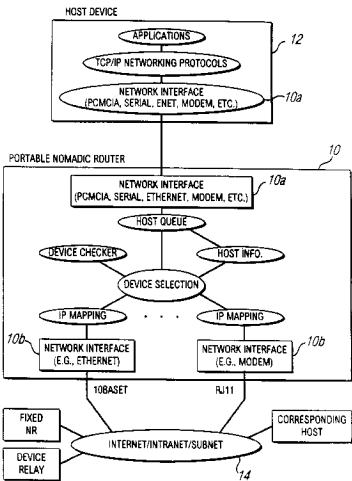 HOST DEVICE
12
APPLICATIONS
TCP/IP NETWORKING PROTOCOLS
NETWORK INTERFACE
(PCMCIA, SERIAL, ENET, MODEM, ETC.)
10a
PORTABLE NOMADIC ROUTER
10
NETWORK INTERFACE
(PCMCIA, SERIAL, ETHERNET, MODEM, ETC.)
10a
HOST QUEUE
DEVICE CHECKER
HOST INFO.
DEVICE SELECTION
IP MAPPING
. . .
IP MAPPING
10b
NETWORK INTERFACE
(E.G., ETHERNET)
NETWORK INTERFACE
(E.G., MODEM)
10b
10BASET
RJ11
FIXED
NR
DEVICE
RELAY
INTERNET/INTRANET/SUBNET
14
CORRESPONDING
HOST